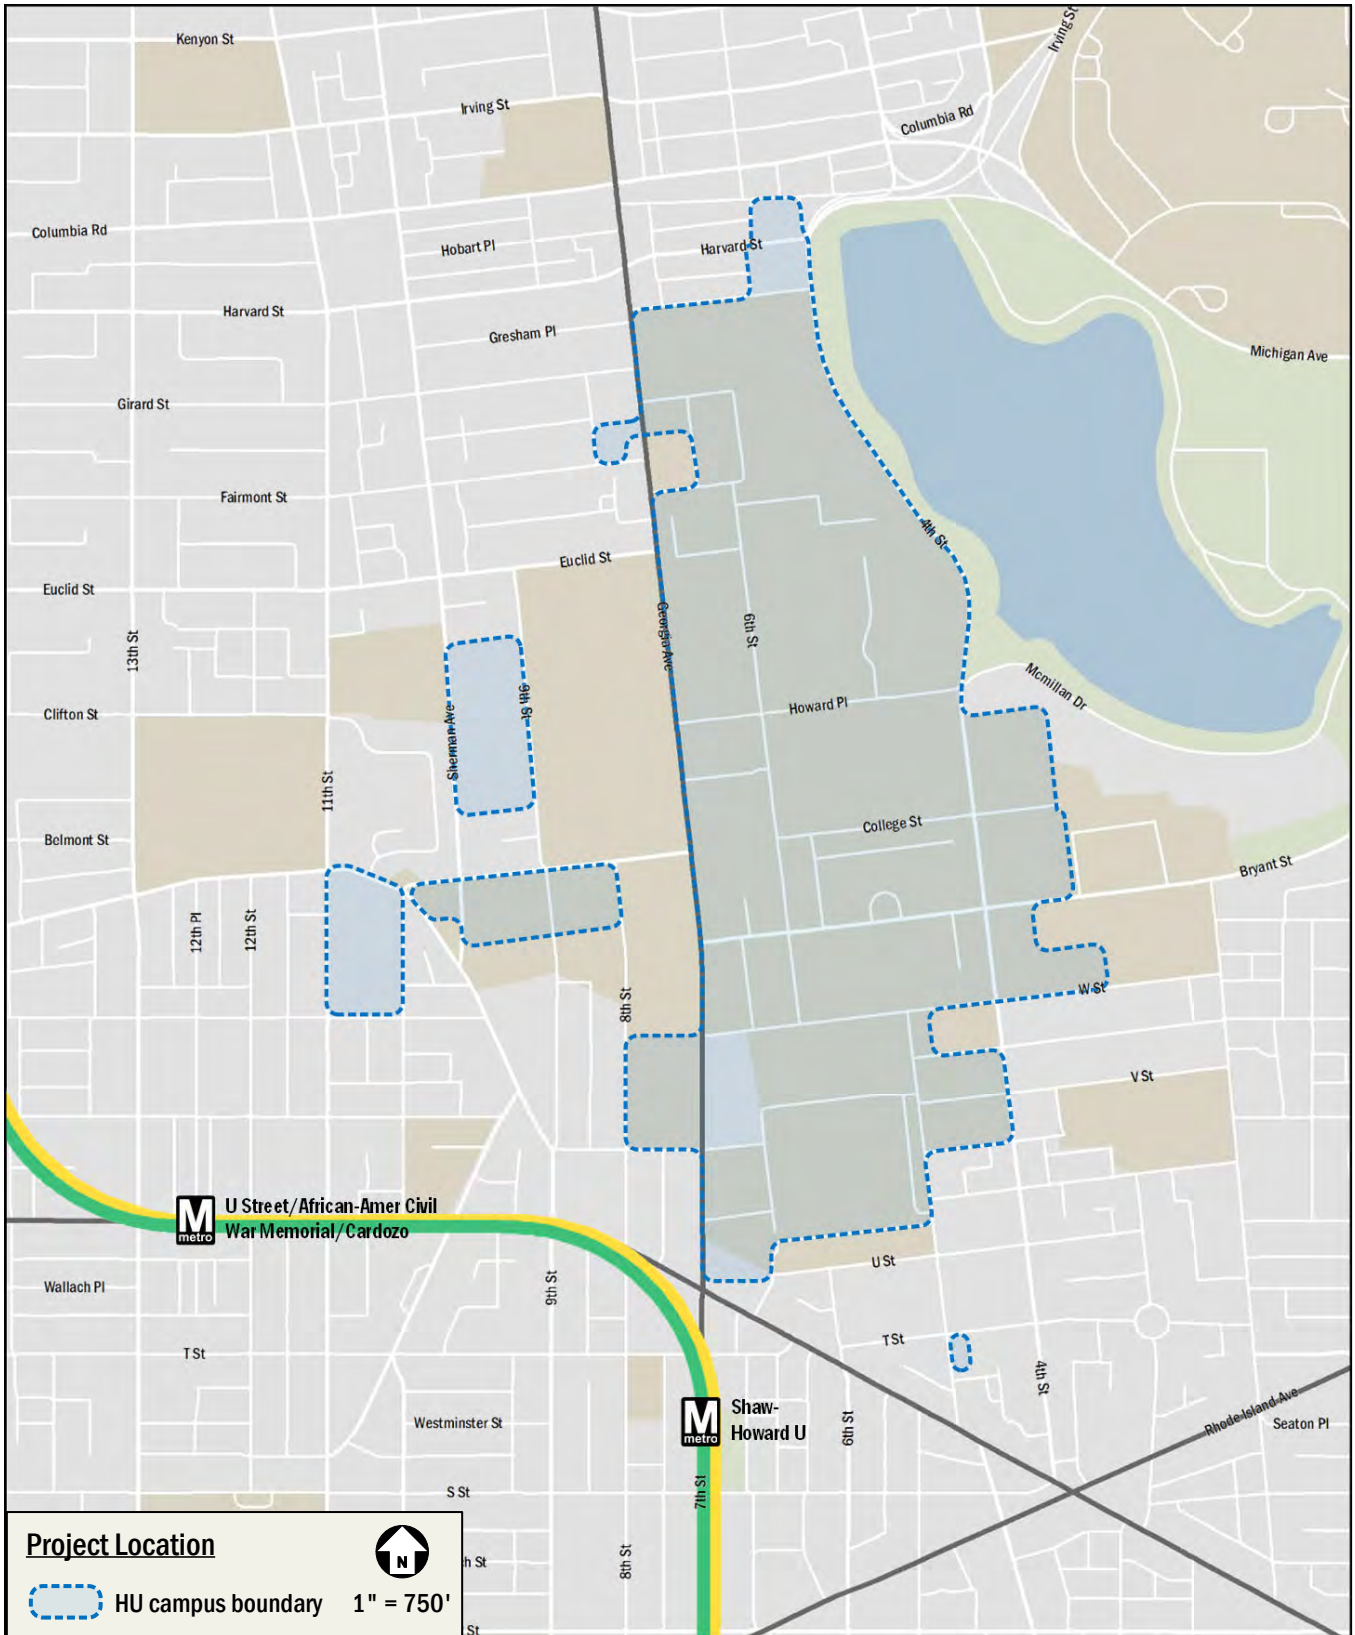 Kenyon St
Irving St
Irving St
Columbia Rd
Columbia Rd
Hobart Pl
Harvard St
Harvard St
Gresham Pl
Michigan Ave
Girard St
Fairmont St
4th St
Euclid St
Euclid St
13th St
Georgia Ave
6th St
Mcmillan Dr
Clifton St
Sherman Ave
9th St
Howard Pl
11th St
Belmont St
College St
Bryant St
12th Pl
12th St
8th St
W St
V St
M
metro
U Street/African-Amer Civil
War Memorial/Cardozo
U St
Wallach Pl
9th St
T St
T St
4th St
M
metro
Shaw-
Howard U
Westminster St
6th St
Rhode Island Ave
Seaton Pl
7th St
S St
8th St
h St
St
Project Location
N
HU campus boundary
1" = 750'